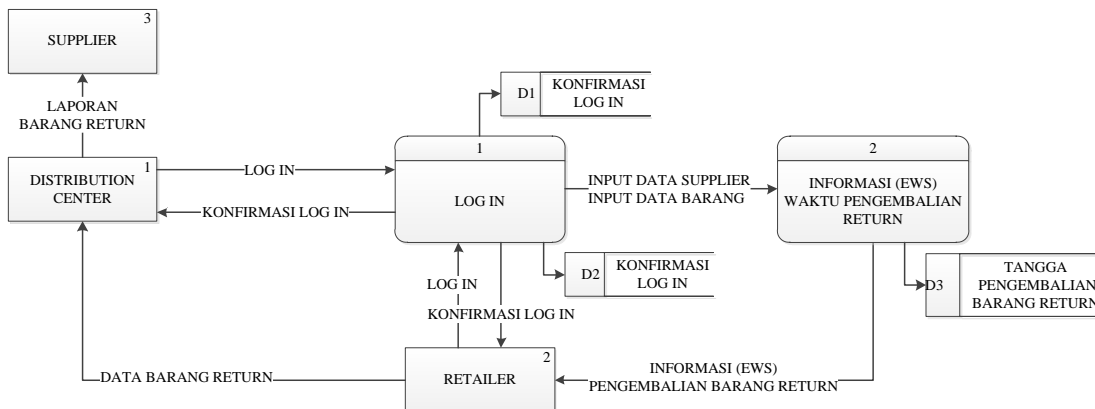 3
SUPPLIER
LAPORAN
BARANG RETURN
1
DISTRIBUTION
CENTER
LOG IN
KONFIRMASI LOG IN
D1
KONFIRMASI
LOG IN
1
LOG IN
INPUT DATA SUPPLIER
INPUT DATA BARANG
2
INFORMASI (EWS)
WAKTU PENGEMBALIAN
RETURN
D2
KONFIRMASI
LOG IN
D3
TANGGA
PENGEMBALIAN
BARANG RETURN
LOG IN
KONFIRMASI LOG IN
2
RETAILER
DATA BARANG RETURN
INFORMASI (EWS)
PENGEMBALIAN BARANG RETURN